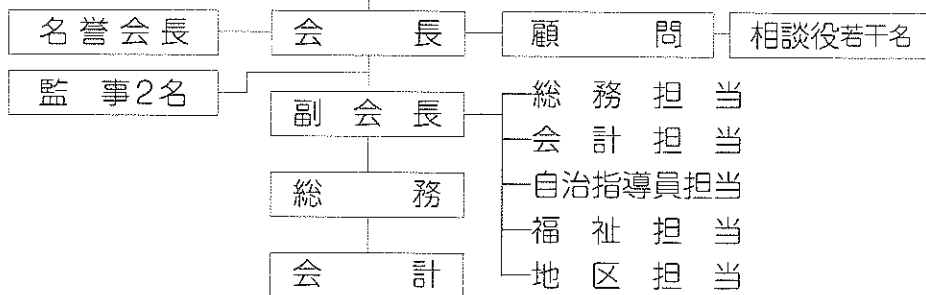 名誉会長 会長 顧問 相談役若干名
監事2名
副会長 総務担当
会計担当
総務 自治指導員担当
福祉担当
会計 地区担当